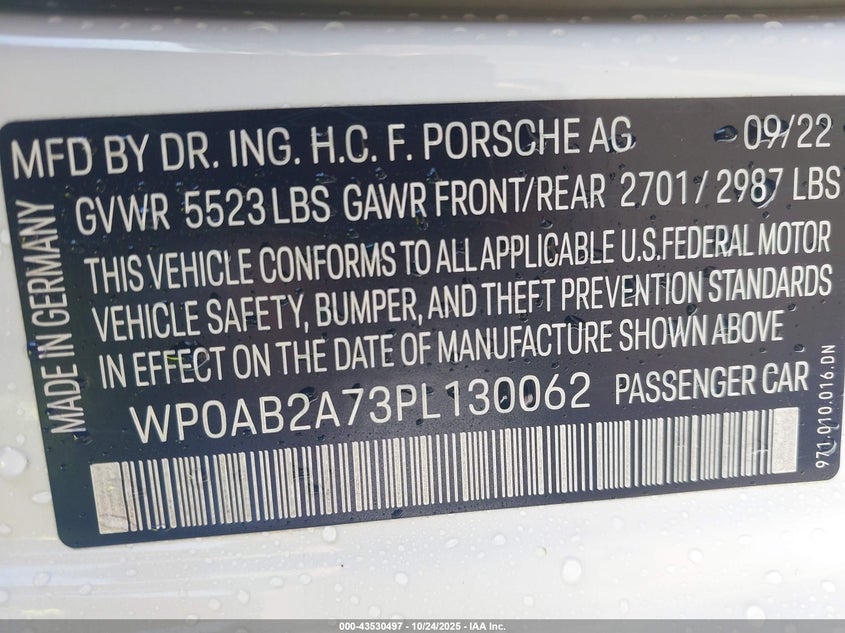 MFD BY DR. ING. H.C. F. PORSCHE AG 09/22
GVWR 5523 LBS GAWR FRONT/REAR 2701/2987 LBS
THIS VEHICLE CONFORMS TO ALL APPLICABLE U.S.FEDERAL MOTOR
VEHICLE SAFETY, BUMPER, AND THEFT PREVENTION STANDARDS
IN EFFECT ON THE DATE OF MANUFACTURE SHOWN ABOVE
WP0AB2A73PL130062 PASSENGER CAR
MADE IN GERMANY
971.010.016.DN
000-43530497 - 10/24/2025 - IAA Inc.